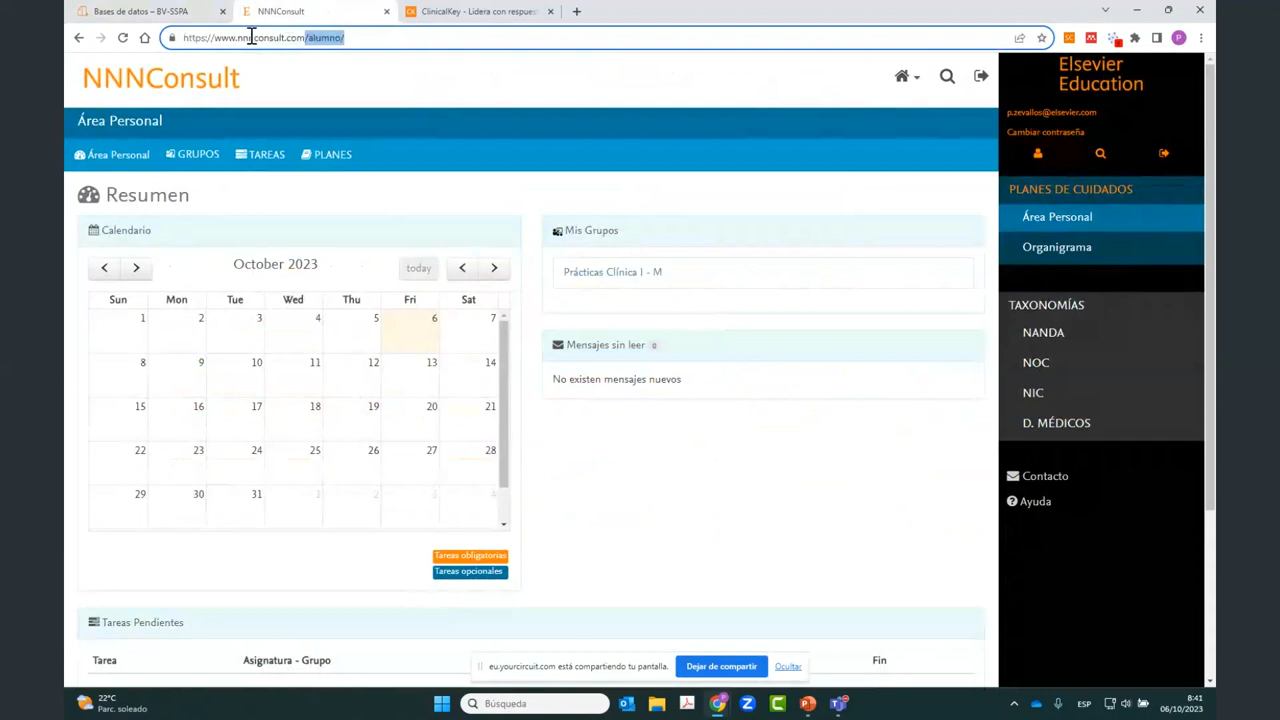 Bases de datos – BV-SSPA
NNNConsult
ClinicalKey - Lidera con respues
https://www.nnnconsult.com/alumno/
NNNConsult
Área Personal
Área Personal
GRUPOS
TAREAS
PLANES
Resumen
Calendario
October 2023
today
Sun Mon Tue Wed Thu Fri Sat
1 2 3 4 5 6 7
8 9 10 11 12 13 14
15 16 17 18 19 20 21
22 23 24 25 26 27 28
29 30 31 1 2 3 4
Tareas obligatorias
Tareas opcionales
Mis Grupos
Prácticas Clínica I - M
Mensajes sin leer 0
No existen mensajes nuevos
Tareas Pendientes
Tarea Asignatura - Grupo Fin
Elsevier
Education
p.zevallos@elsevier.com
Cambiar contraseña
PLANES DE CUIDADOS
Área Personal
Organigrama
TAXONOMÍAS
NANDA
NOC
NIC
D. MÉDICOS
Contacto
Ayuda
eu.yourcircuit.com está compartiendo tu pantalla.
Dejar de compartir
Ocultar
22°C
Parc. soleado
Búsqueda
ESP
8:41
06/10/2023